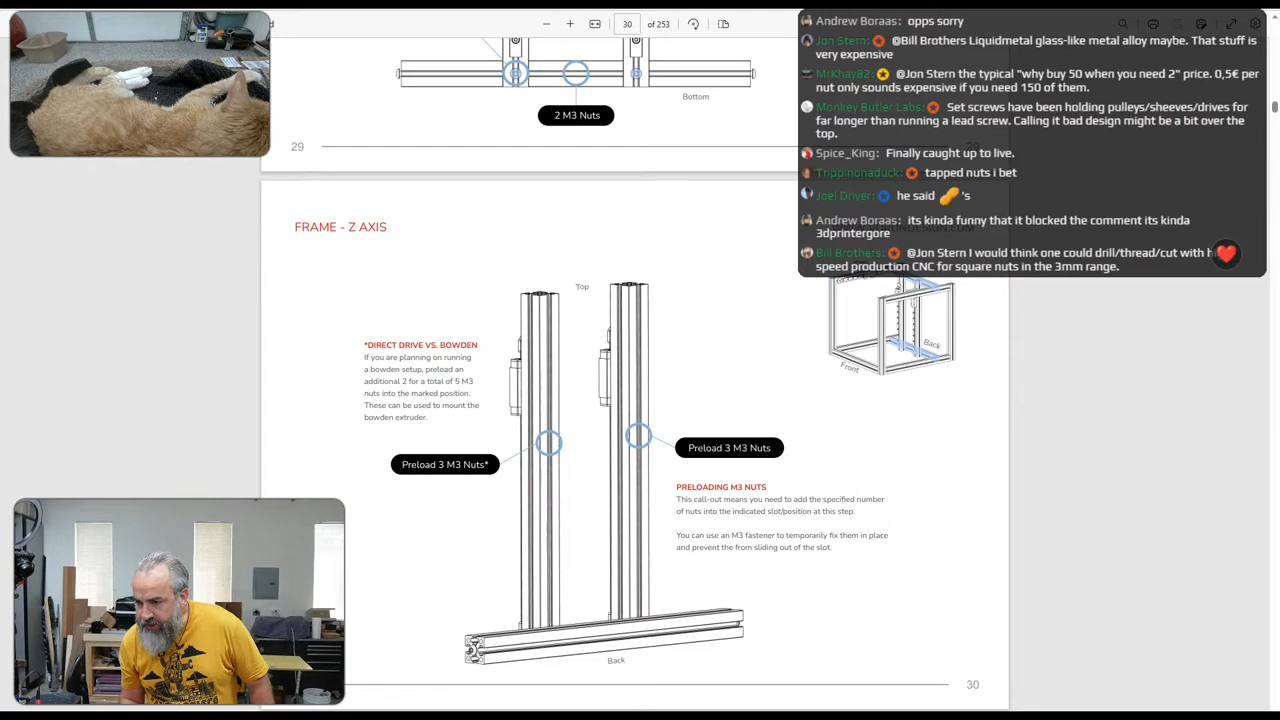 30
of 253
Bottom
2 M3 Nuts
29
FRAME - Z AXIS
Top
*DIRECT DRIVE VS. BOWDEN
If you are planning on running
a bowden setup, preload an
additional 2 for a total of 5 M3
nuts into the marked position.
These can be used to mount the
bowden extruder.
Preload 3 M3 Nuts*
Preload 3 M3 Nuts
PRELOADING M3 NUTS
This call-out means you need to add the specified number
of nuts into the indicated slot/position at this step.
You can use an M3 fastener to temporarily fix them in place
and prevent the from sliding out of the slot.
Back
Front
Back
30
Andrew Boraas: opps sorry
Jon Stern: @Bill Brothers Liquidmetal glass-like metal alloy maybe. That stuff is
very expensive
MrKhay82: @Jon Stern the typical "why buy 50 when you need 2" price. 0,5€ per
nut only sounds expensive if you need 150 of them.
Monkey Butler Labs: Set screws have been holding pulleys/sheeves/drives for
far longer than running a lead screw. Calling it bad design might be a bit over the
top.
Spice_King: Finally caught up to live.
Trippinonaduck: tapped nuts i bet
Joel Driver: he said 🥜's
Andrew Boraas: its kinda funny that it blocked the comment its kinda
3dprintergore
Bill Brothers: @Jon Stern I would think one could drill/thread/cut with
speed production CNC for square nuts in the 3mm range.